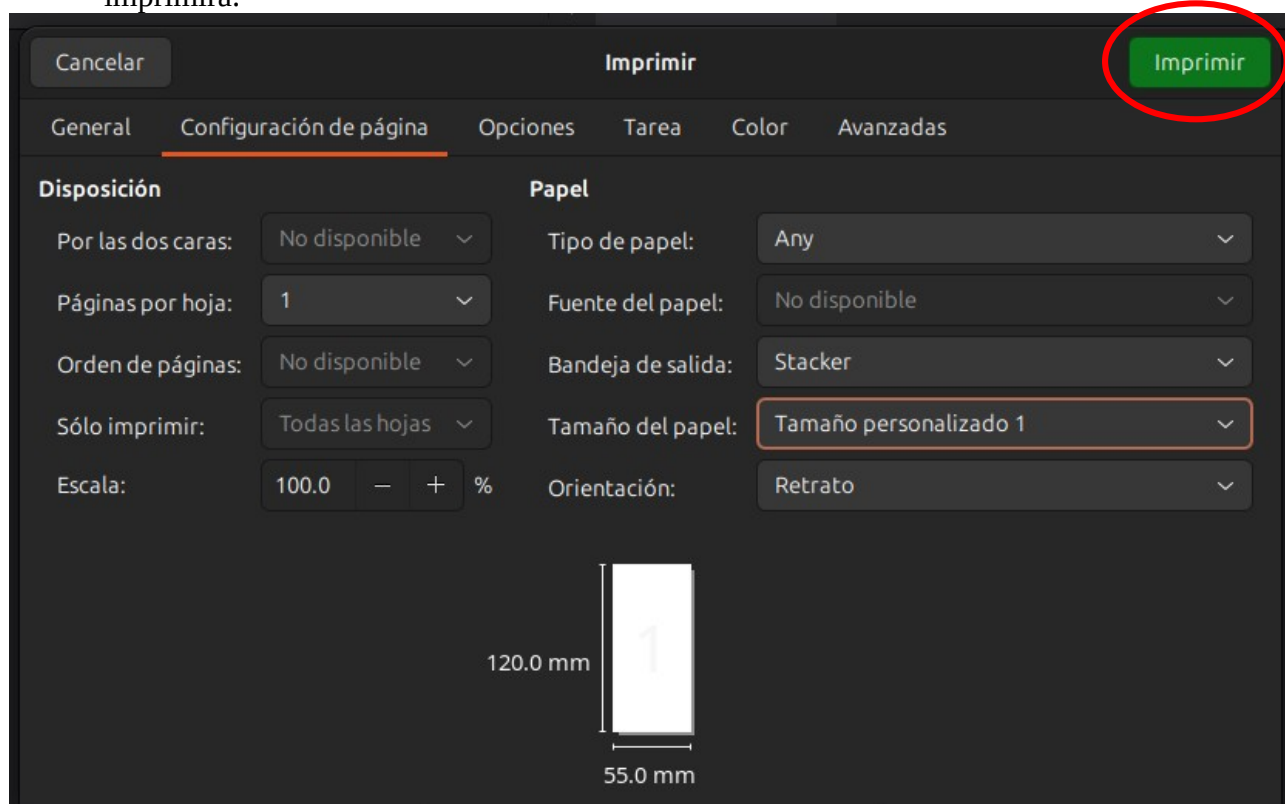 imprimirá.
Cancelar Imprimir Imprimir
General Configuración de página Opciones Tarea Color Avanzadas
Disposición Papel
Por las dos caras: No disponible Tipo de papel: Any
Páginas por hoja: 1 Fuente del papel: No disponible
Orden de páginas: No disponible Bandeja de salida: Stacker
Sólo imprimir: Todas las hojas Tamaño del papel: Tamaño personalizado 1
Escala: 100.0 − + % Orientación: Retrato
1
120.0 mm
55.0 mm